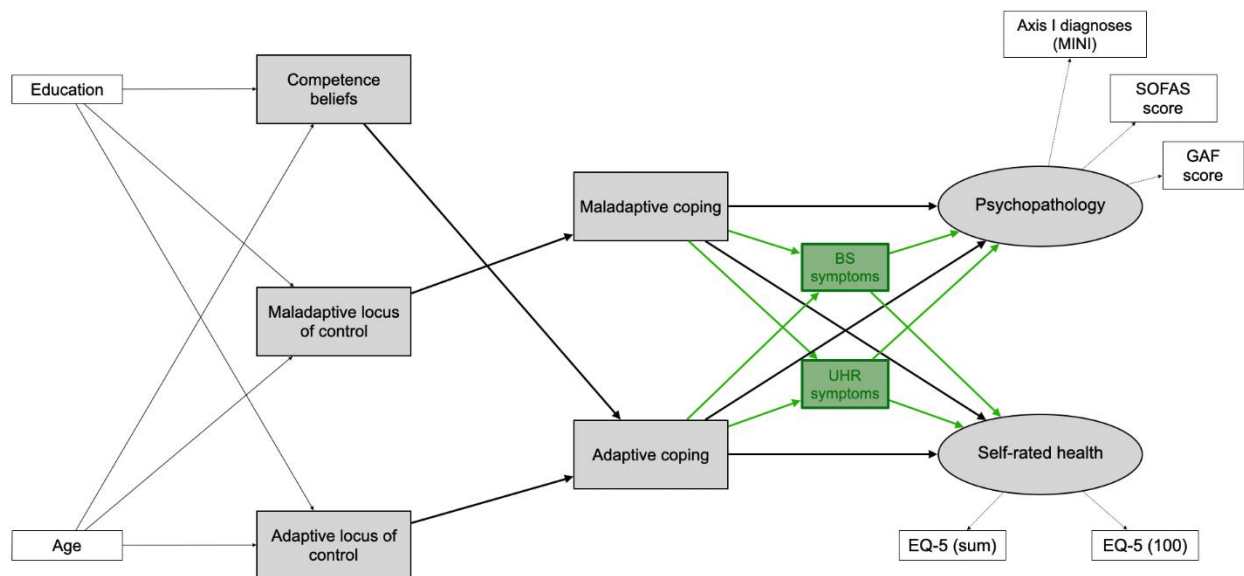 Axis I diagnoses
(MINI)
Education
Competence
beliefs
SOFAS
score
GAF
score
Maladaptive coping
Psychopathology
BS
symptoms
Maladaptive locus
of control
UHR
symptoms
Adaptive coping
Self-rated health
Age
Adaptive locus of
control
EQ-5 (sum)
EQ-5 (100)